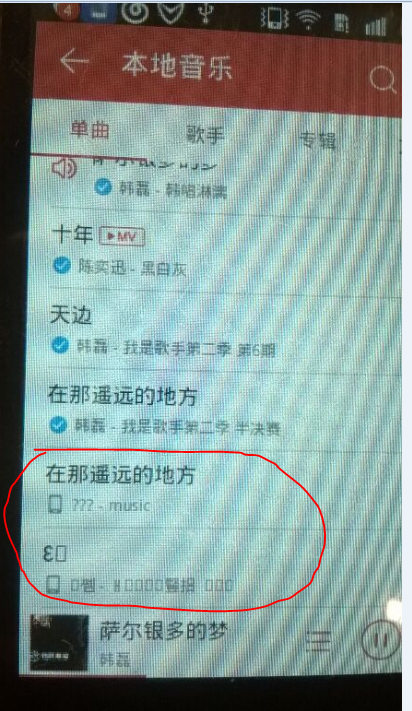 4
本地音乐
单曲 歌手 专辑
韩磊 - 韩唱淋漓
十年 MV
陈奕迅 - 黑白灰
天边
韩磊 - 我是歌手第二季 第6期
在那遥远的地方
韩磊 - 我是歌手第二季 半决赛
在那遥远的地方
??? - music
萨尔银多的梦
韩磊